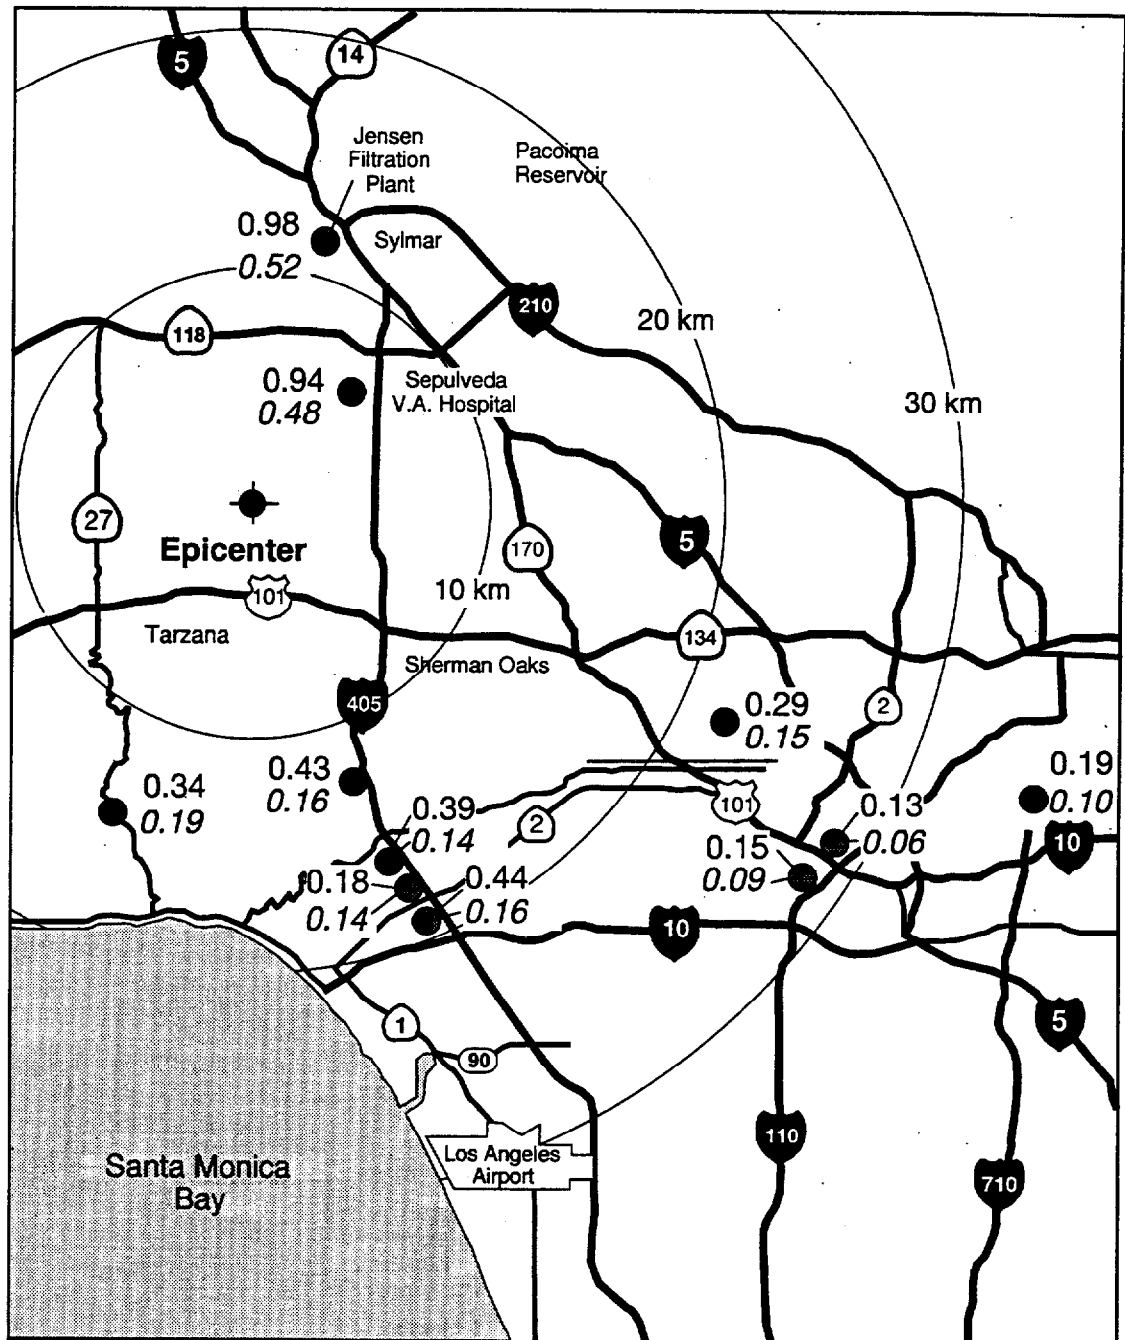 5
14
Jensen
Filtration
Plant
Pacoima
Reservoir
0.98
0.52
Sylmar
210
118
20 km
0.94
0.48
Sepulveda
V.A. Hospital
30 km
27
Epicenter
170
5
101
10 km
Tarzana
134
Sherman Oaks
405
2
0.29
0.15
0.34
0.19
0.43
0.16
0.39
0.14
2
101
0.13
0.06
0.19
0.10
10
0.15
0.09
0.18
0.14
0.44
0.16
10
1
90
5
110
Los Angeles
Airport
Santa Monica
Bay
710